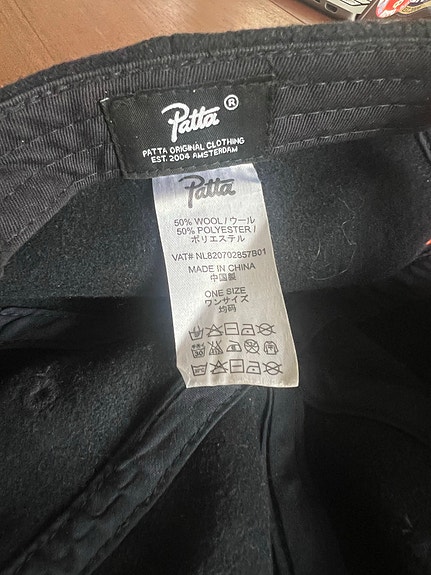 Patta ®
PATTA ORIGINAL CLOTHING
EST. 2004 AMSTERDAM
Patta
50% WOOL / ウール
50% POLYESTER /
ポリエステル
VAT# NL820702857B01
MADE IN CHINA
中国製
ONE SIZE
ワンサイズ
均码
30